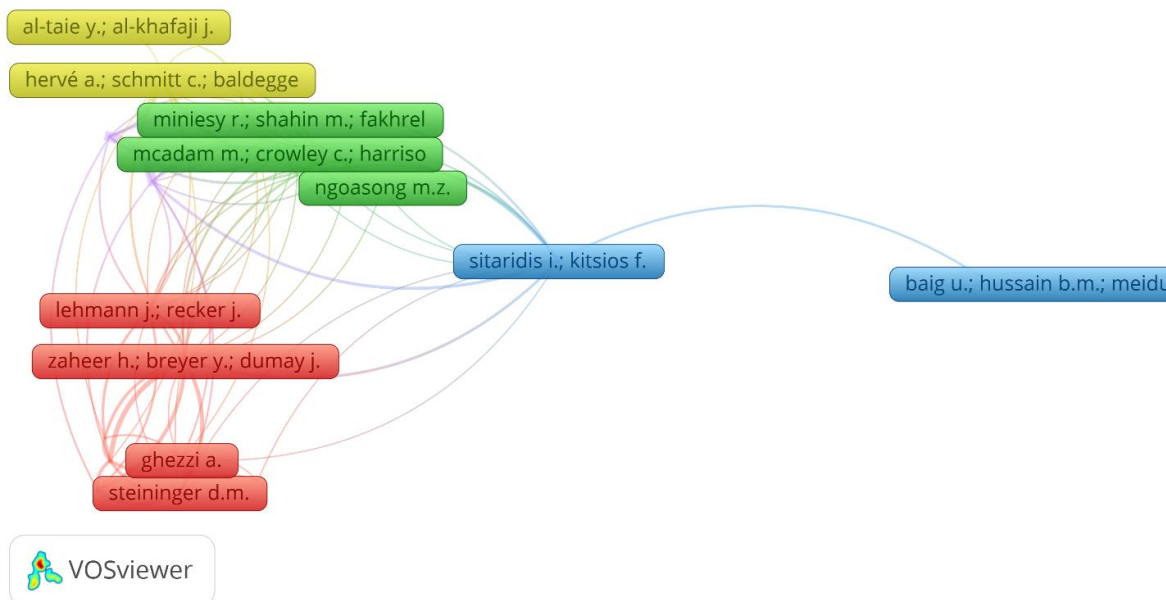 al-taie y.; al-khafaji j.
hervé a.; schmitt c.; baldegge
miniesy r.; shahin m.; fakhrel
mcadam m.; crowley c.; harriso
ngoasong m.z.
sitaridis i.; kitsios f.
baig u.; hussain b.m.; meidu
lehmann j.; recker j.
zaheer h.; breyer y.; dumay j.
ghezzi a.
steininger d.m.
VOSviewer